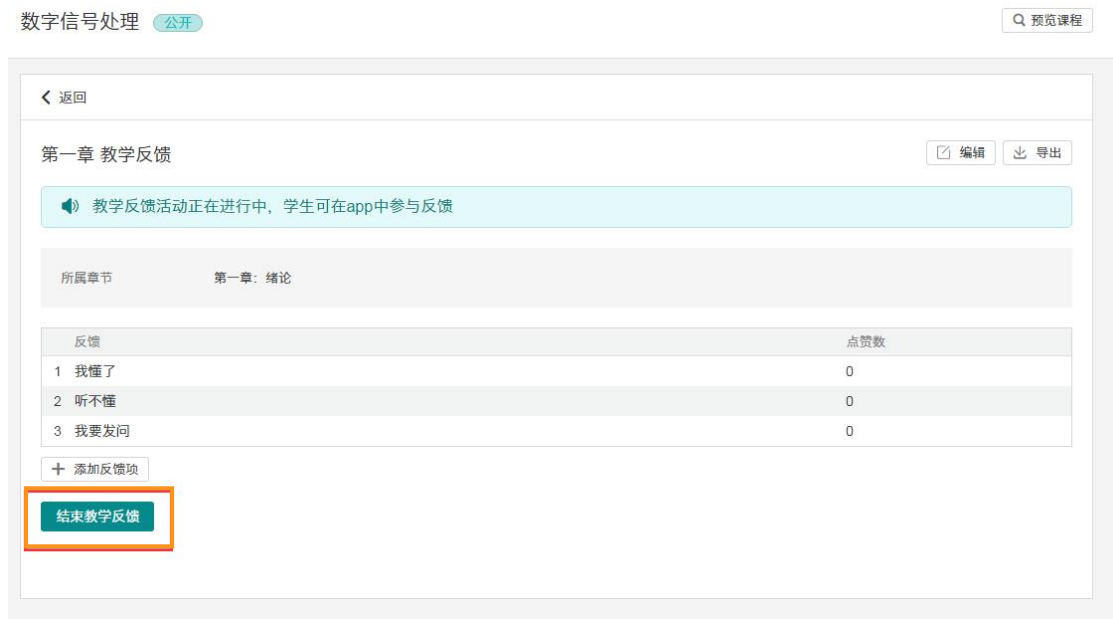 数字信号处理 公开 预览课程
返回
第一章 教学反馈 编辑 导出
教学反馈活动正在进行中，学生可在app中参与反馈
所属章节 第一章：绪论
反馈 点赞数
1 我懂了 0
2 听不懂 0
3 我要发问 0
添加反馈项
结束教学反馈